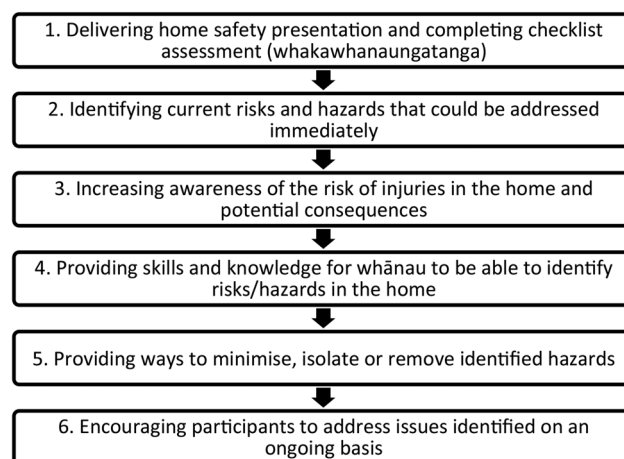 1. Delivering home safety presentation and completing checklist
assessment (whakawhanaungatanga)
2. Identifying current risks and hazards that could be addressed
immediately
3. Increasing awareness of the risk of injuries in the home and
potential consequences
4. Providing skills and knowledge for whānau to be able to identify
risks/hazards in the home
5. Providing ways to minimise, isolate or remove identified hazards
6. Encouraging participants to address issues identified on an
ongoing basis